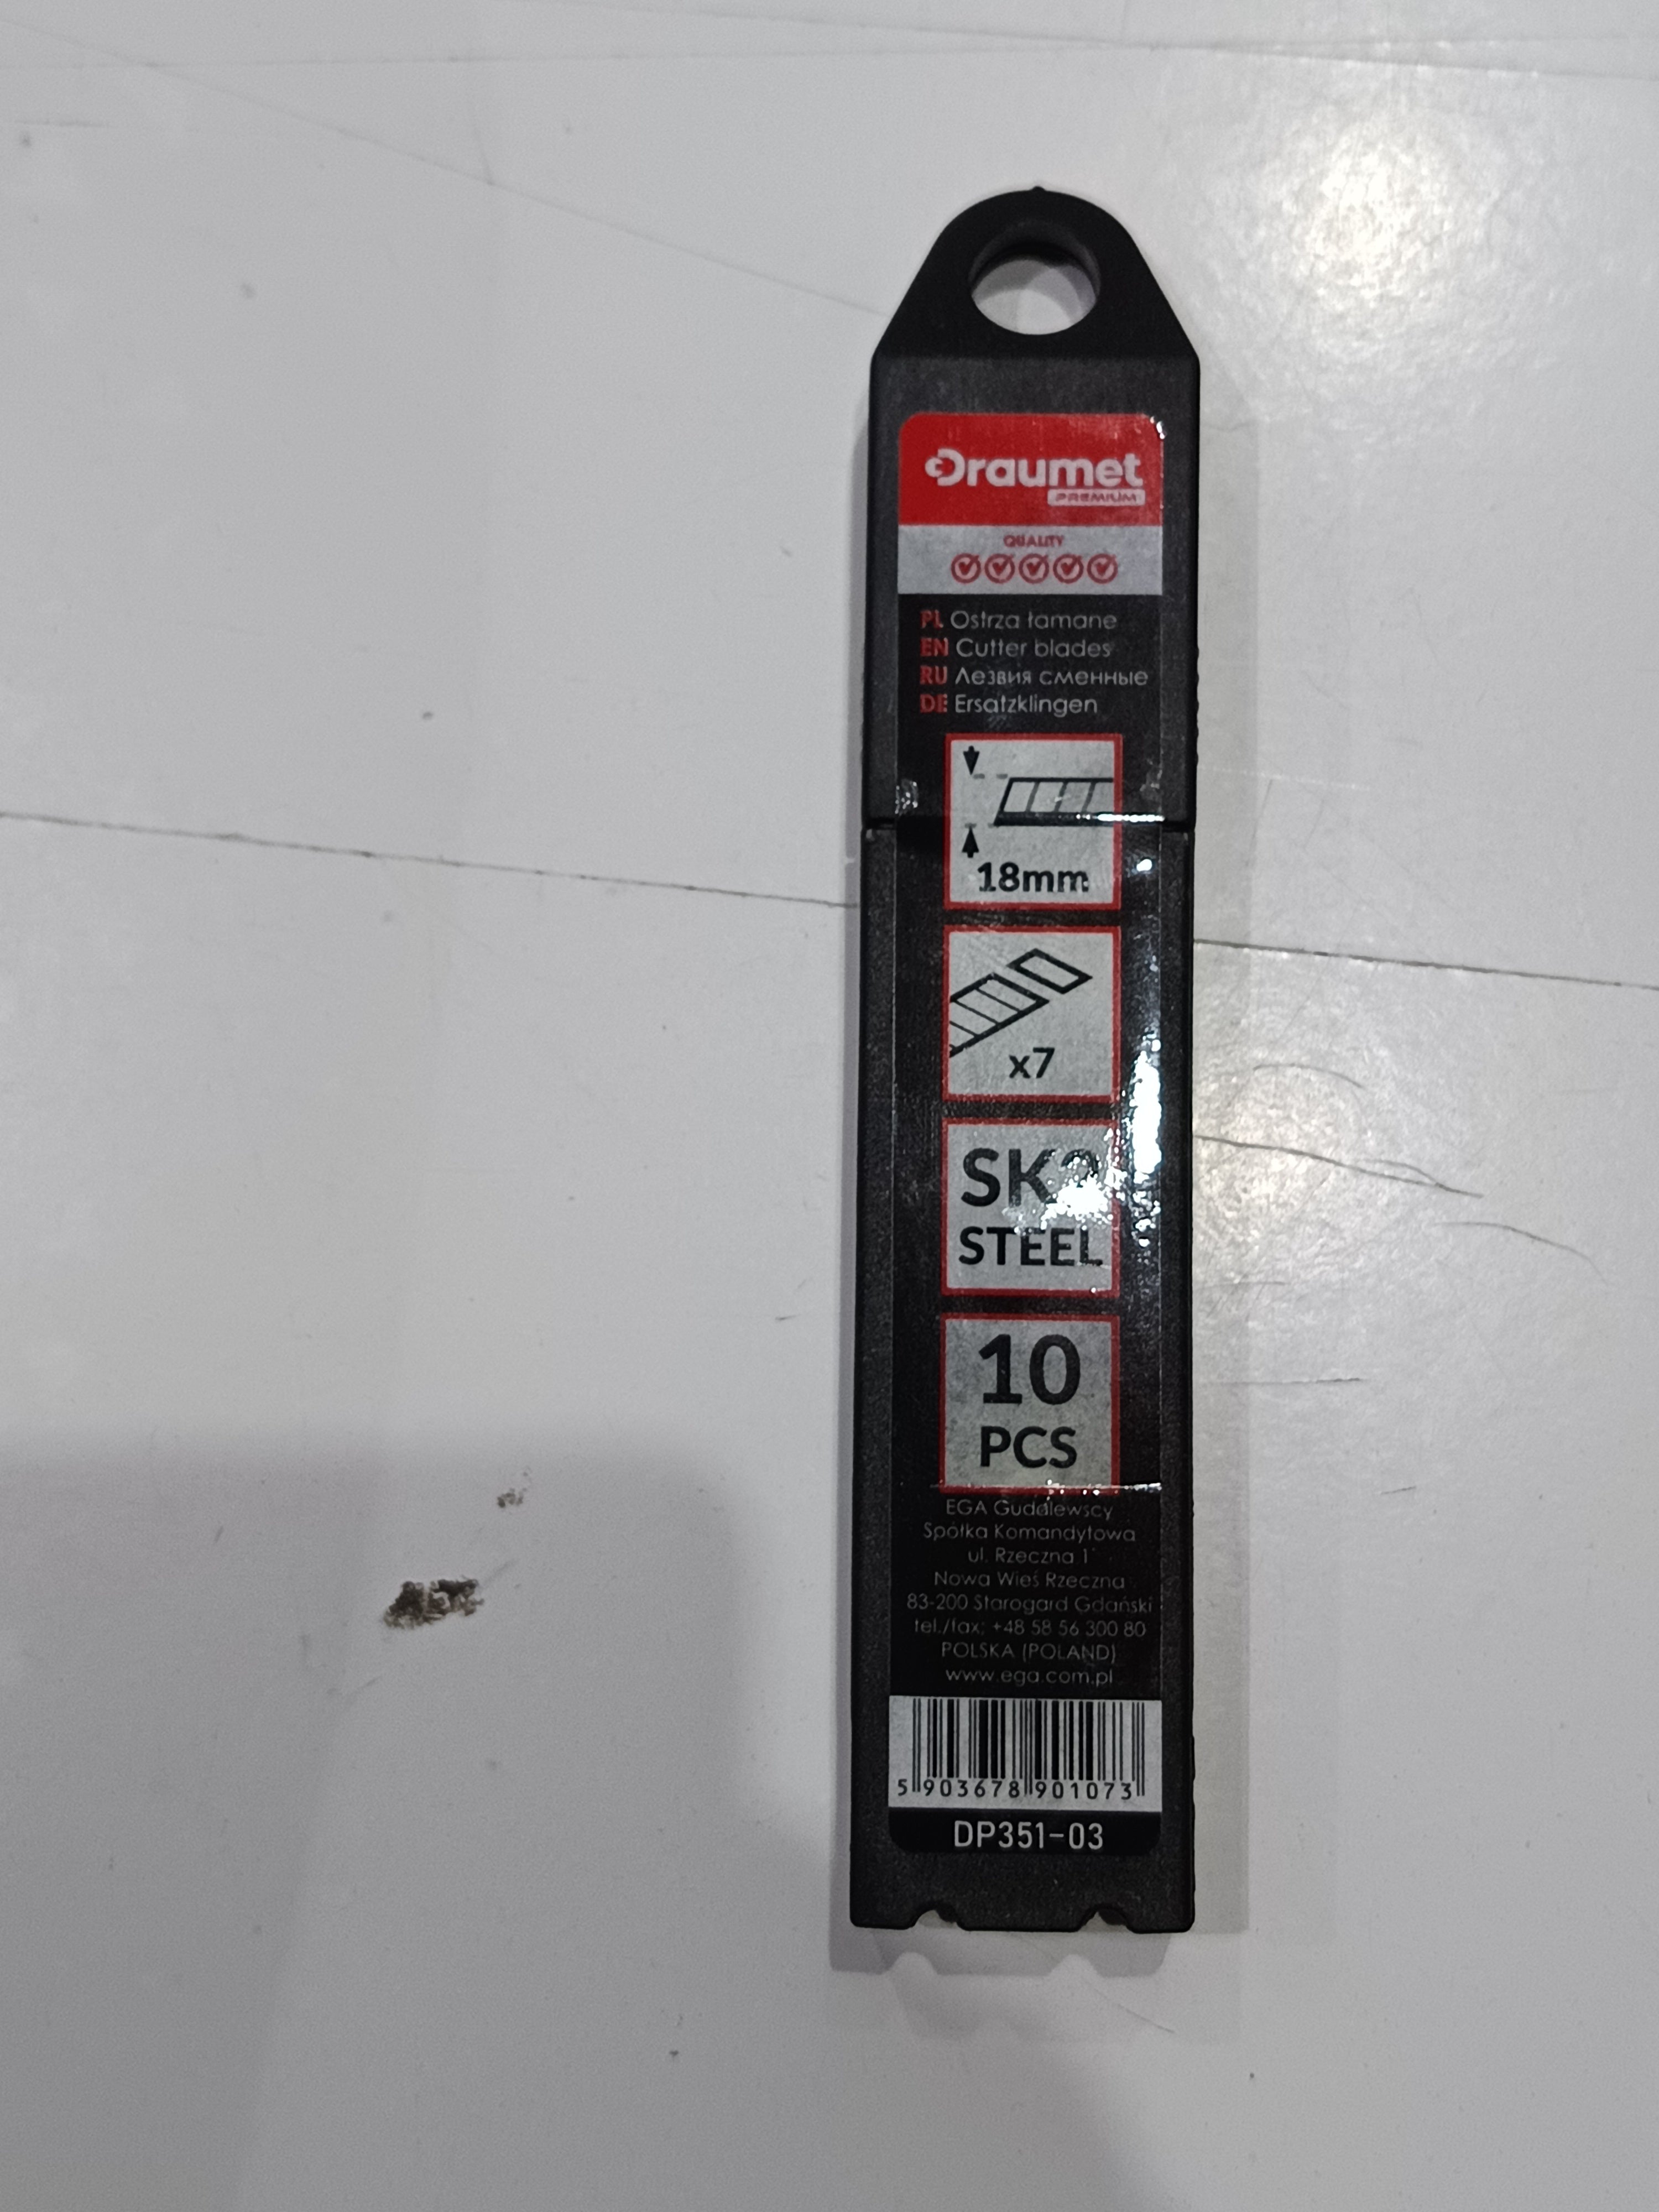 Draumet
PREMIUM
QUALITY
PL Ostrza łamane
EN Cutter blades
RU Лезвия сменные
DE Ersatzklingen
18mm
x7
SK2
STEEL
10
PCS
EGA Gudalewscy
Spółka Komandytowa
ul. Rzeczna 1
Nowa Wieś Rzeczna
83-200 Starogard Gdański
tel./fax: +48 58 56 300 80
POLSKA (POLAND)
www.ega.com.pl
5 903678 901073
DP351-03